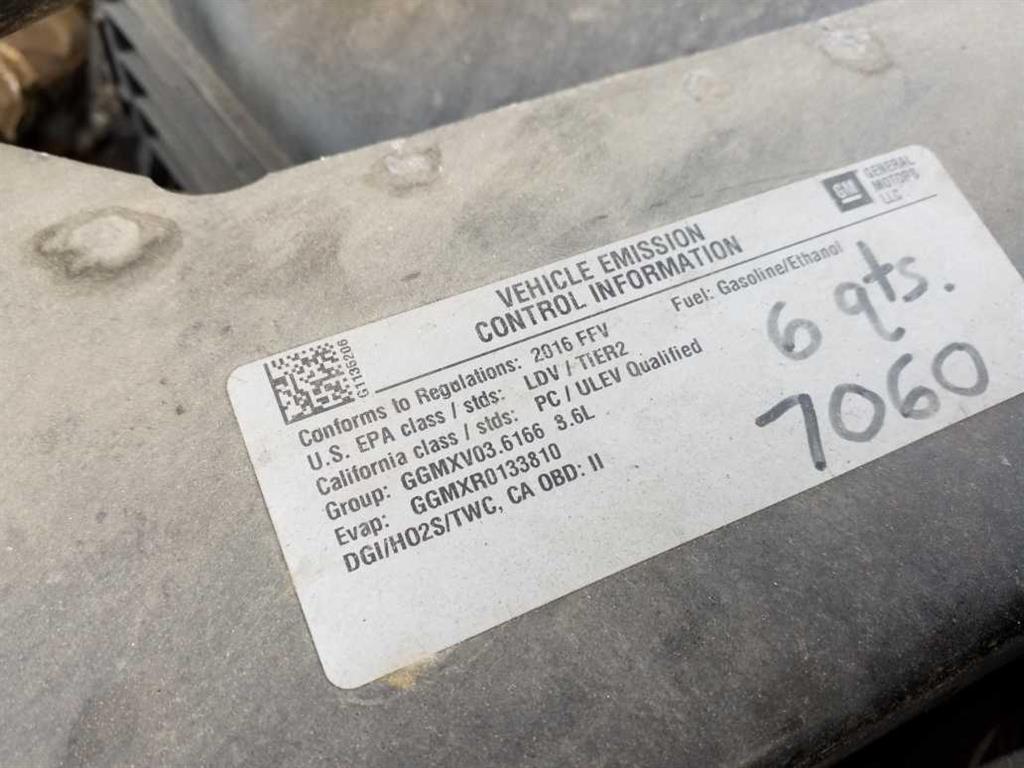 GM
GENERAL
MOTORS
LLC
VEHICLE EMISSION
CONTROL INFORMATION
G1136206
Conforms to Regulations: 2016 FFV
Fuel: Gasoline/Ethanol
U.S. EPA class / stds: LDV / TIER2
California class / stds: PC / ULEV Qualified
Group: GGMXV03.6166 3.6L
Evap: GGMXR0133810
DGI/HO2S/TWC, CA OBD: II
6 qts.
7060